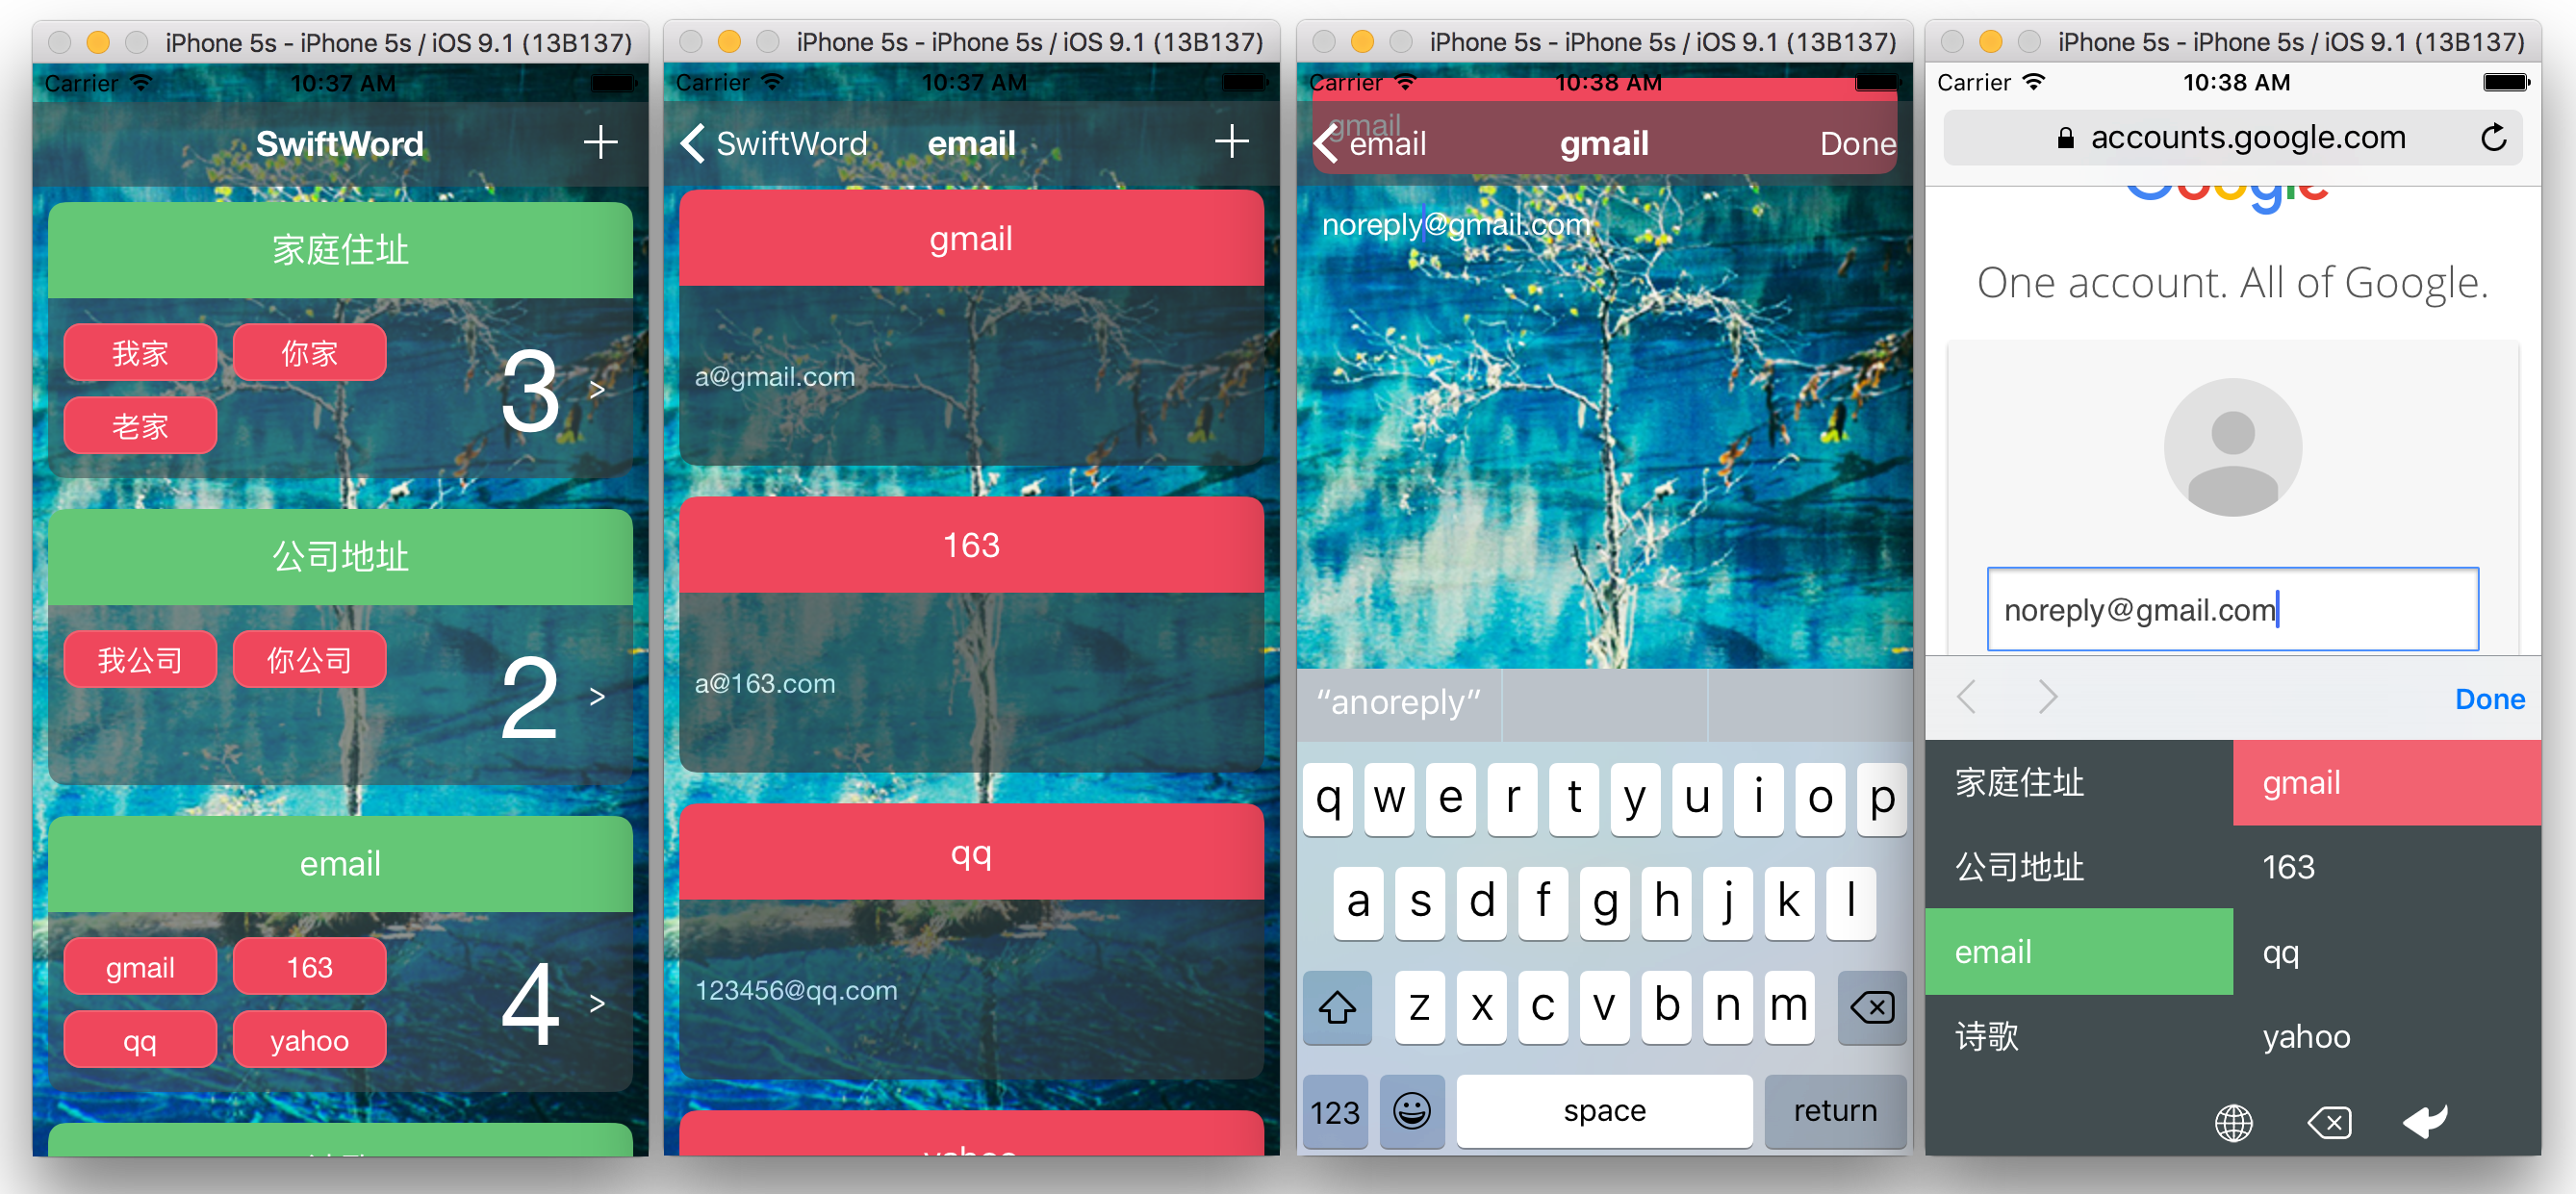 iPhone 5s - iPhone 5s / iOS 9.1 (13B137)
Carrier 10:37 AM
SwiftWord
家庭住址
我家 你家
老家
3 >
公司地址
我公司 你公司
2 >
email
gmail 163
qq yahoo
4 >
iPhone 5s - iPhone 5s / iOS 9.1 (13B137)
Carrier 10:37 AM
SwiftWord email
gmail
a@gmail.com
163
a@163.com
qq
123456@qq.com
yahoo
iPhone 5s - iPhone 5s / iOS 9.1 (13B137)
Carrier 10:38 AM
gmail
email gmail Done
noreply@gmail.com
“anoreply”
q w e r t y u i o p
a s d f g h j k l
z x c v b n m
123 space return
iPhone 5s - iPhone 5s / iOS 9.1 (13B137)
Carrier 10:38 AM
accounts.google.com
Google
One account. All of Google.
noreply@gmail.com
Done
家庭住址 gmail
公司地址 163
email qq
诗歌 yahoo